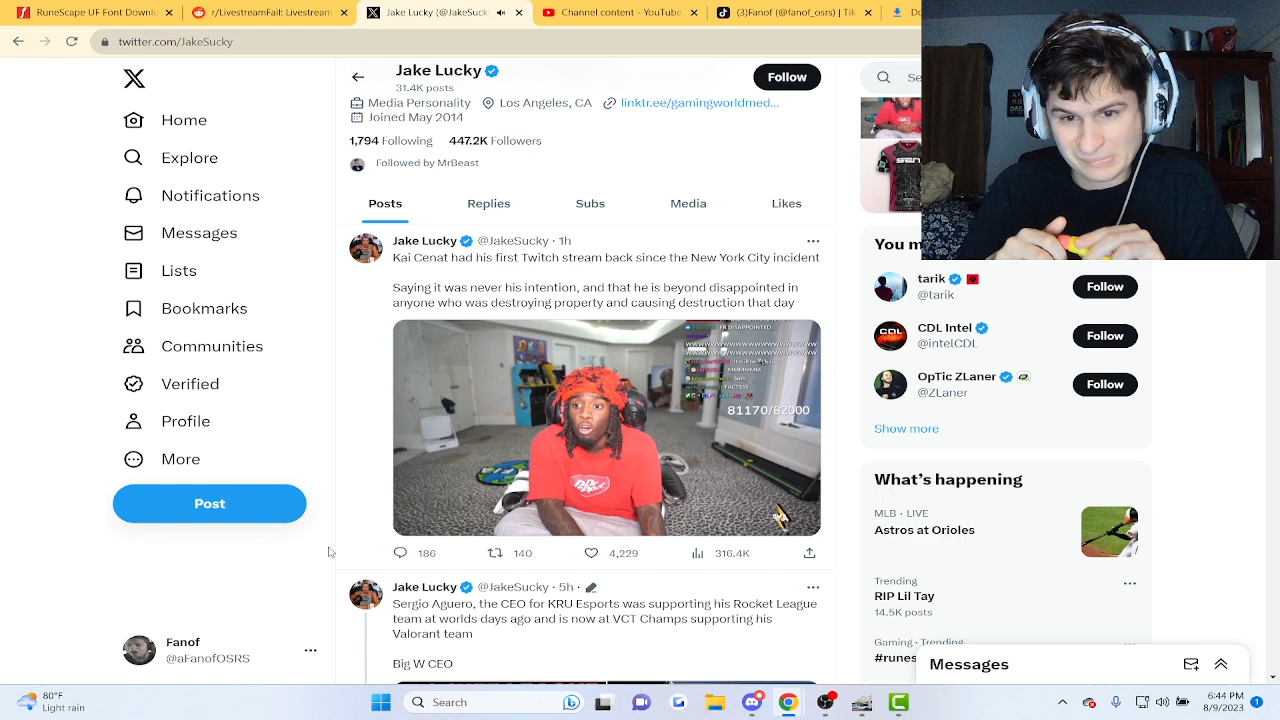 RuneScape Font Downlo
r/LivestreamFail: Livestre
Jake Lucky
Channel content - YouTube
(3)Fanof (@fanof_osrs) | Tik
Do
twitter.com/JakeSucky
Jake Lucky
31.4K posts
Follow
Media Personality Los Angeles, CA linktr.ee/gamingworldmed...
Joined May 2014
1,794 Following 447.2K Followers
Followed by MrBeast
Posts Replies Subs Media Likes
Home
Explore
Notifications
Messages
Lists
Bookmarks
Communities
Verified
Profile
More
Post
Fanof
@aFanofOSRS
Jake Lucky @JakeSucky · 1h
Kai Cenat had his first Twitch stream back since the New York City incident
Saying it was never his intention, and that he is beyond disappointed in
anyone who was destroying property and causing destruction that day
FR DISAPPOINTED
MMMMMM
FACTSSS
81170/82000
186 140 4,229 316.4K
Jake Lucky @JakeSucky · 5h ·
Sergio Aguero, the CEO for KRU Esports was supporting his Rocket League
team at worlds days ago and is now at VCT Champs supporting his
Valorant team
Big W CEO
Se
You m
tarik
@tarik
Follow
CDL Intel
@intelCDL
Follow
OpTic ZLaner
@ZLaner
Follow
Show more
What's happening
MLB · LIVE
Astros at Orioles
Trending
RIP Lil Tay
14.5K posts
Gaming · Trending
#runes
Messages
80°F
Light rain
Search
6:44 PM
8/9/2023
1